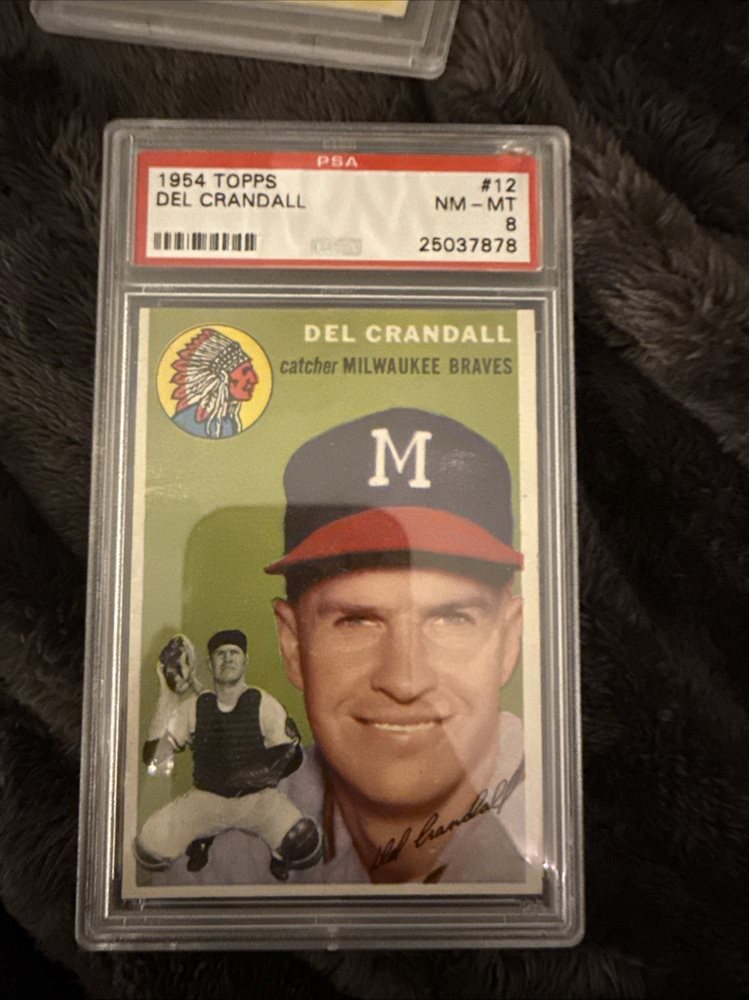 PSA
1954 TOPPS #12
DEL CRANDALL NM - MT
8
25037878
DEL CRANDALL
catcher MILWAUKEE BRAVES
M
Del Crandall